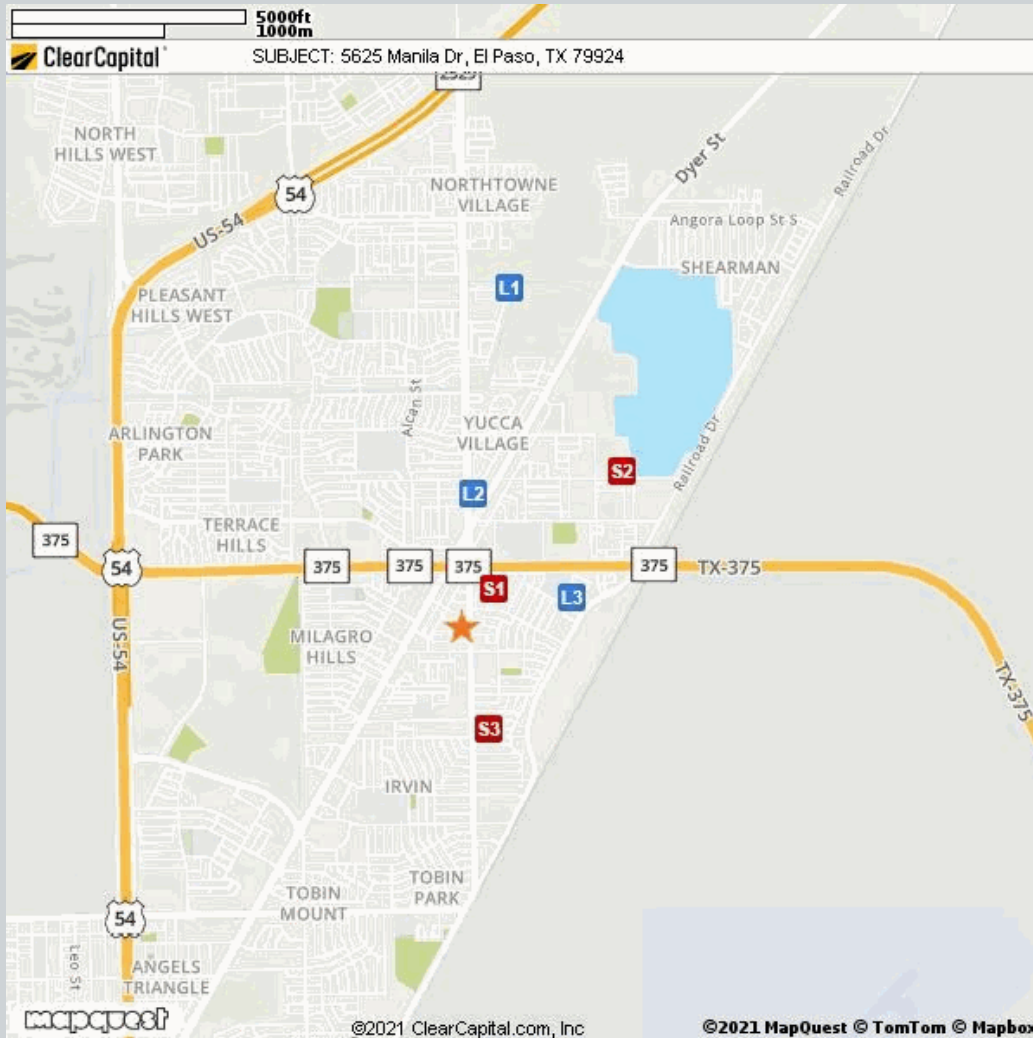 5000ft
1000m
ClearCapital
SUBJECT: 5625 Manila Dr, El Paso, TX 79924
2529
NORTH
HILLS WEST
54
US-54
NORTHTOWNE
VILLAGE
Dyer St
Railroad Dr
Angora Loop St S
SHEARMAN
L1
PLEASANT
HILLS WEST
Alcan St
ARLINGTON
PARK
YUCCA
VILLAGE
Railroad Dr
S2
L2
TERRACE
HILLS
375
54
375
375
375
375
TX-375
S1
L3
US-54
MILAGRO
HILLS
TX-375
S3
IRVIN
TOBIN
MOUNT
TOBIN
PARK
54
Leo St
ANGELS
TRIANGLE
mapquest
©2021 ClearCapital.com, Inc
©2021 MapQuest © TomTom © Mapbox